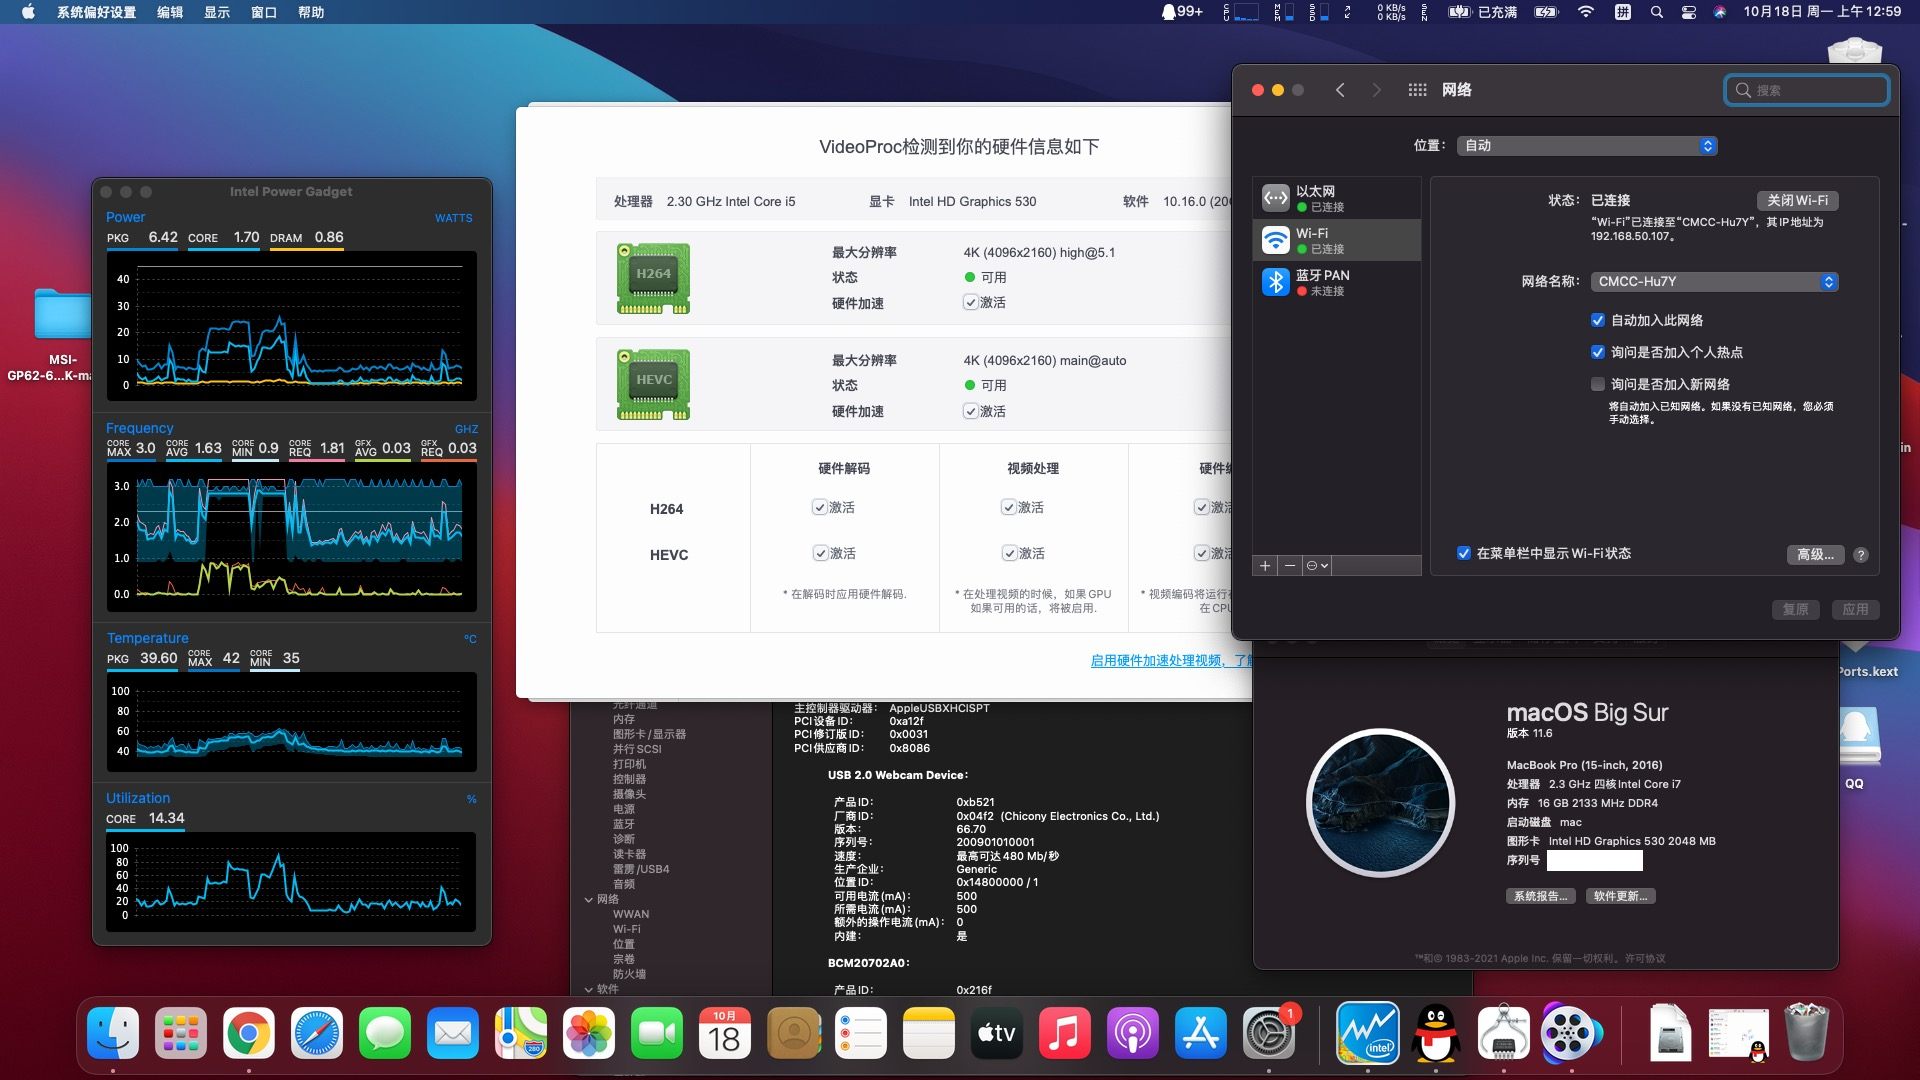 系统偏好设置 编辑 显示 窗口 帮助
99+ CPU MEM SSD 0 KB/s 0 KB/s SEN 已充满 拼 10月18日 周一 上午12:59
MSI-
GP62-6...K-ma
Intel Power Gadget
Power WATTS
PKG 6.42 CORE 1.70 DRAM 0.86
40
30
20
10
0
Frequency GHZ
CORE MAX 3.0 CORE AVG 1.63 CORE MIN 0.9 CORE REQ 1.81 GFX AVG 0.03 GFX REQ 0.03
3.0
2.0
1.0
0.0
Temperature °C
PKG 39.60 CORE MAX 42 CORE MIN 35
100
80
60
40
Utilization %
CORE 14.34
100
80
60
40
20
0
VideoProc检测到你的硬件信息如下
处理器 2.30 GHz Intel Core i5 显卡 Intel HD Graphics 530 软件 10.16.0 (20
H264
最大分辨率 4K (4096x2160) high@5.1
状态 可用
硬件加速 激活
HEVC
最大分辨率 4K (4096x2160) main@auto
状态 可用
硬件加速 激活
硬件解码 视频处理 硬件
H264 激活 激活 激
HEVC 激活 激活 激
* 在解码时应用硬件解码.
* 在处理视频的时候，如果GPU
如果可用的话，将被启用.
* 视频编码将运行
在CPU
启用硬件加速处理视频，了
网络
搜索
位置： 自动
以太网
已连接
Wi-Fi
已连接
蓝牙PAN
未连接
状态： 已连接 关闭Wi-Fi
“Wi-Fi”已连接至“CMCC-Hu7Y”，其IP地址为
192.168.50.107。
网络名称： CMCC-Hu7Y
自动加入此网络
询问是否加入个人热点
询问是否加入新网络
将自动加入已知网络。如果没有已知网络，您必须
手动选择。
在菜单栏中显示Wi-Fi状态 高级... ?
复原 应用
光纤通道
内存
图形卡/显示器
并行SCSI
打印机
控制器
摄像头
电源
蓝牙
诊断
读卡器
雷雳/USB4
音频
网络
WWAN
Wi-Fi
位置
宗卷
防火墙
软件
主控制器驱动器： AppleUSBXHCISPT
PCI设备ID： 0xa12f
PCI修订版ID： 0x0031
PCI供应商ID： 0x8086
USB 2.0 Webcam Device：
产品ID： 0xb521
厂商ID： 0x04f2 (Chicony Electronics Co., Ltd.)
版本： 66.70
序列号： 200901010001
速度： 最高可达480 Mb/秒
生产企业： Generic
位置ID： 0x14800000 / 1
可用电流(mA)： 500
所需电流(mA)： 500
额外的操作电流(mA)： 0
内建： 是
BCM20702A0：
产品ID： 0x216f
macOS Big Sur
版本 11.6
MacBook Pro (15-inch, 2016)
处理器 2.3 GHz 四核Intel Core i7
内存 16 GB 2133 MHz DDR4
启动磁盘 mac
图形卡 Intel HD Graphics 530 2048 MB
序列号
系统报告... 软件更新...
™和© 1983-2021 Apple Inc. 保留一切权利。许可协议
in
Ports.kext
QQ
280
10月
18
tv
1
intel